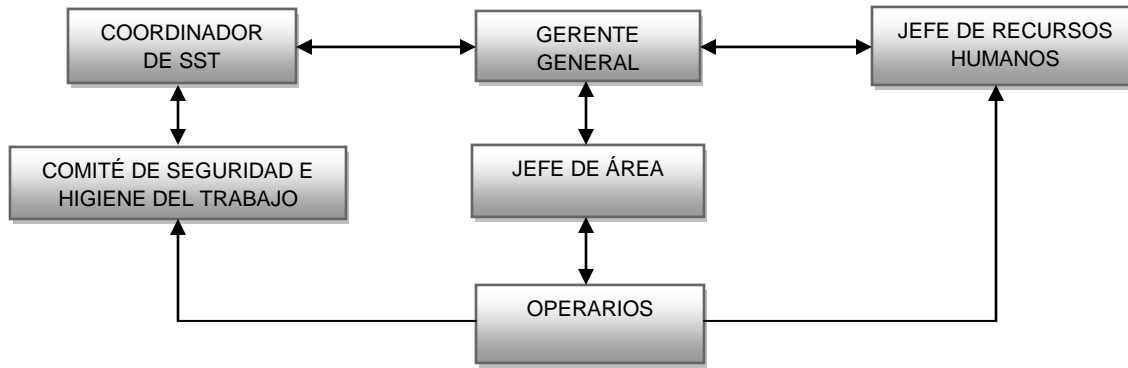 COORDINADOR
DE SST
GERENTE
GENERAL
JEFE DE RECURSOS
HUMANOS
COMITÉ DE SEGURIDAD E
HIGIENE DEL TRABAJO
JEFE DE ÁREA
OPERARIOS